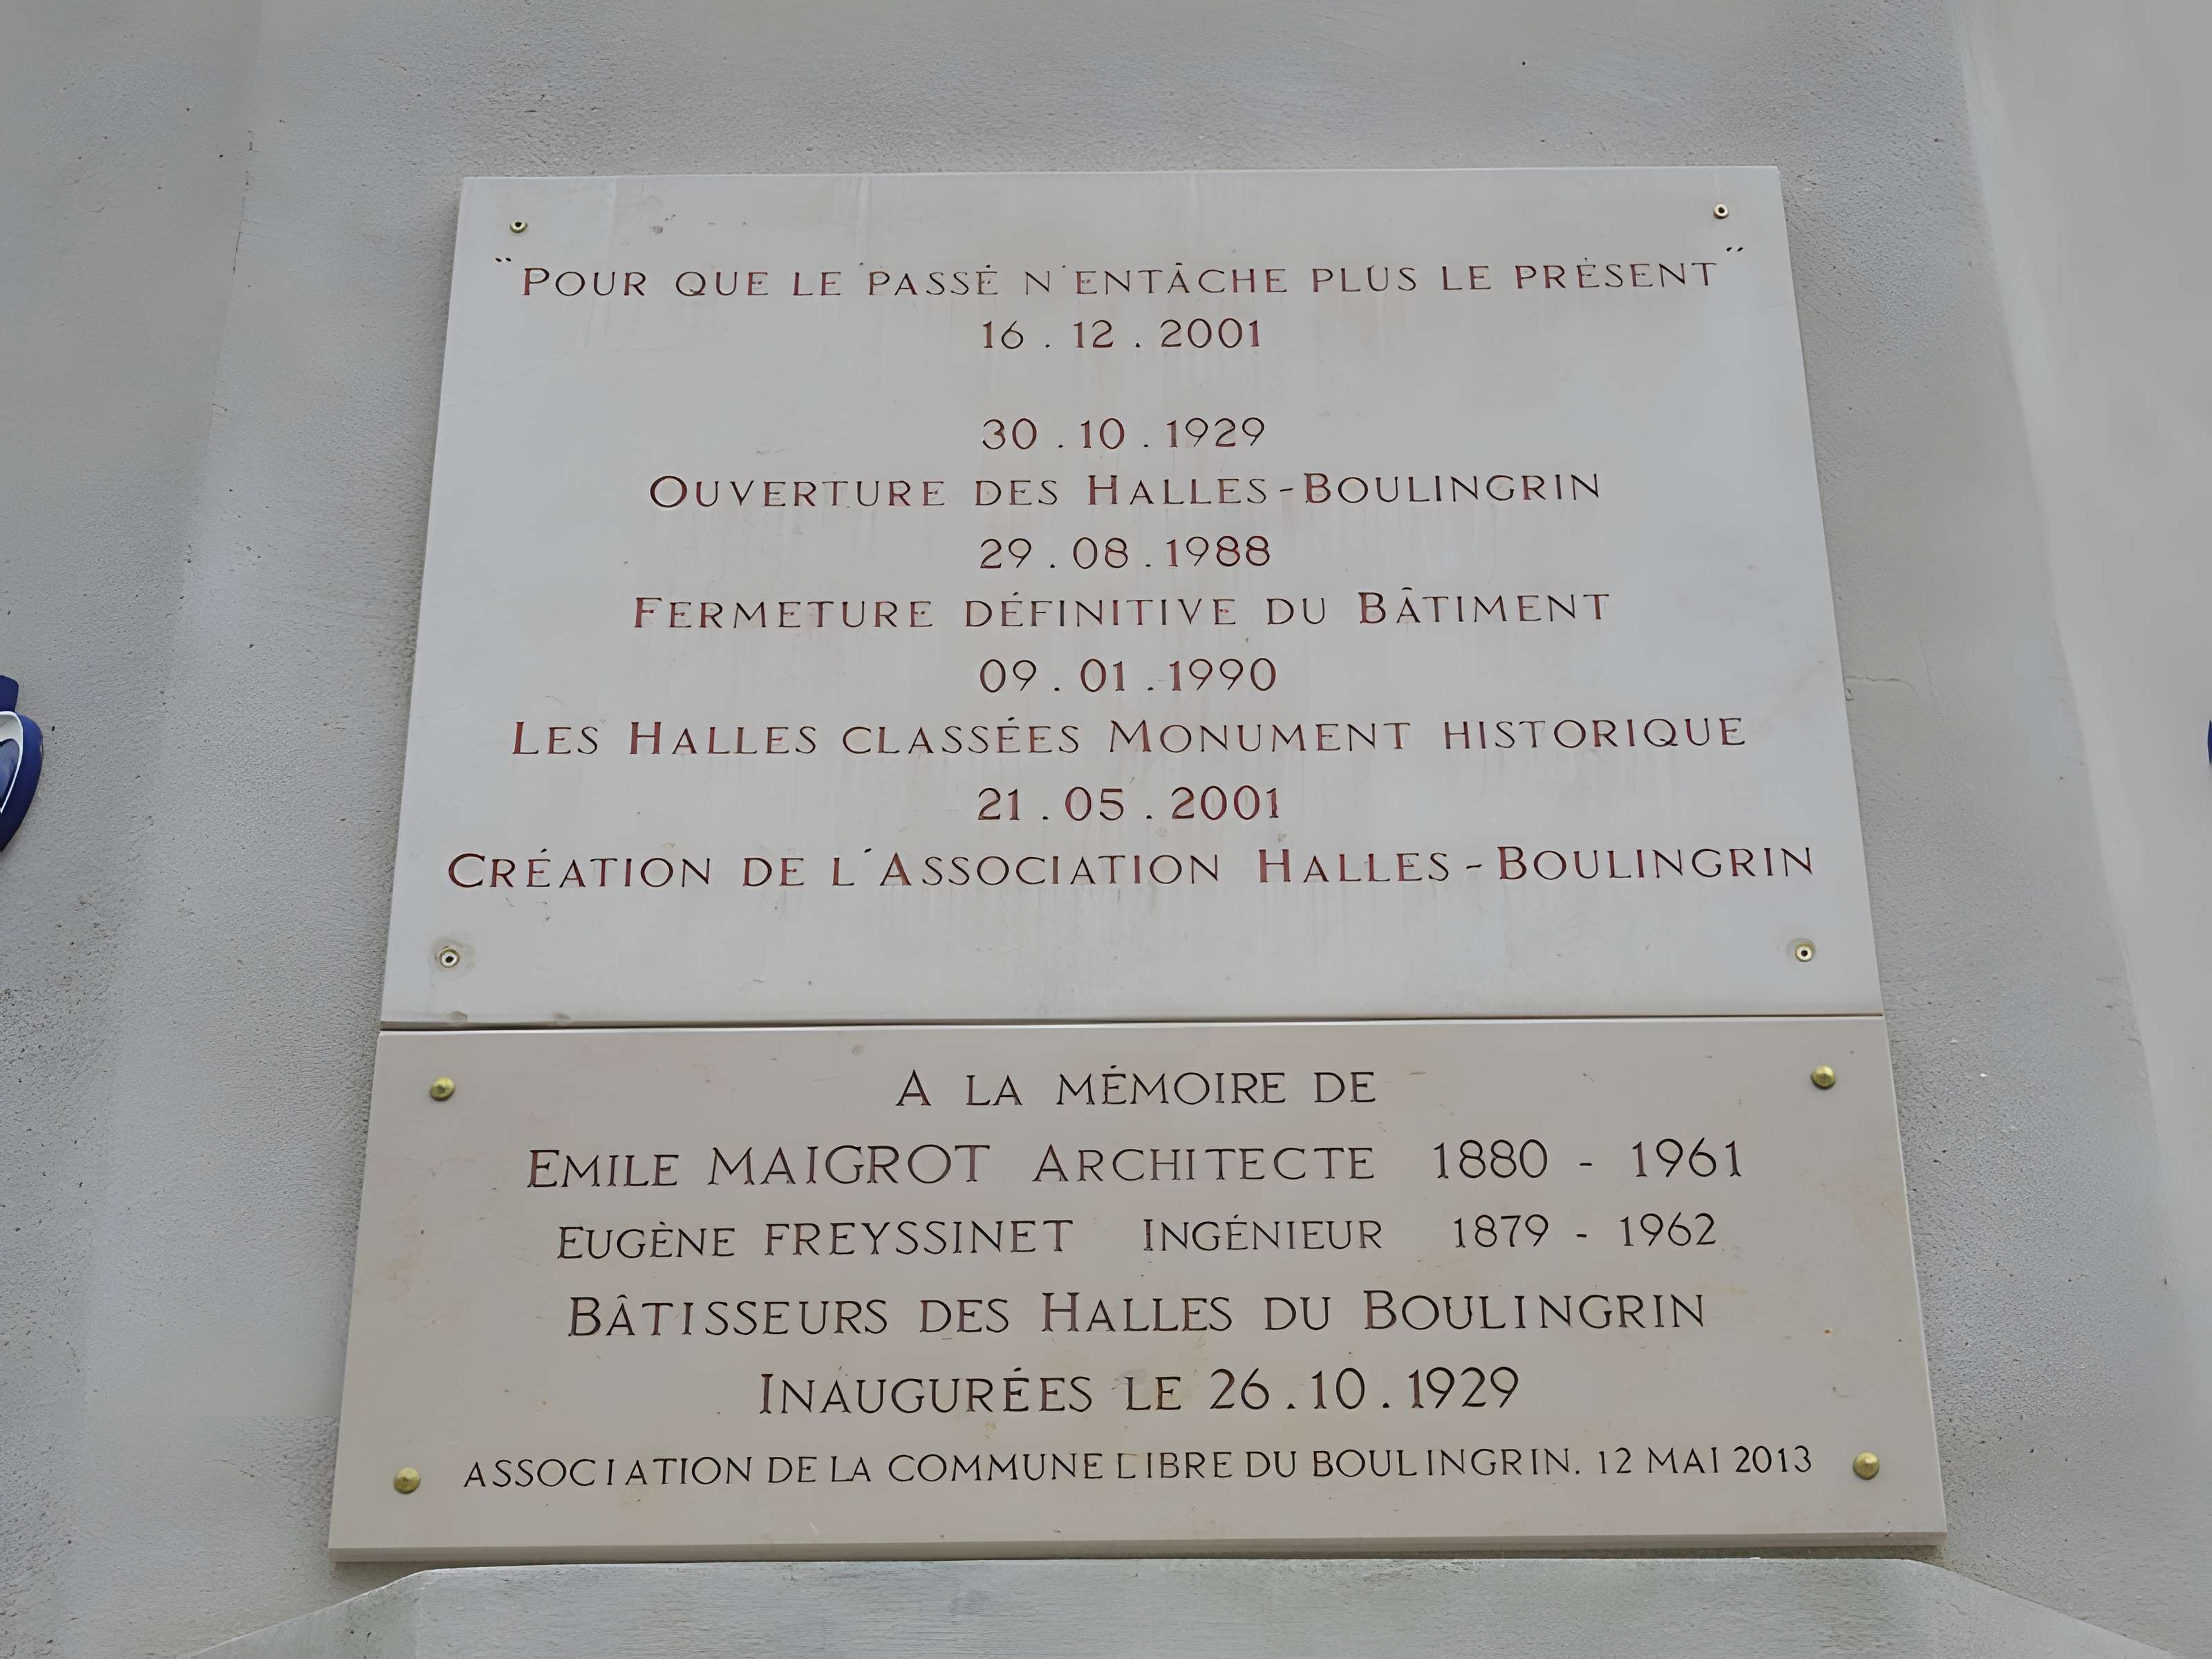 "Pour que le passé n'entâche plus le présent"
16 . 12 . 2001
30 . 10 . 1929
Ouverture des Halles-Boulingrin
29 . 08 . 1988
Fermeture définitive du Bâtiment
09 . 01 . 1990
Les Halles classées Monument historique
21 . 05 . 2001
Création de l'Association Halles-Boulingrin
A LA MÉMOIRE DE
Emile MAIGROT Architecte 1880 - 1961
Eugène FREYSSINET Ingénieur 1879 - 1962
Bâtisseurs des Halles du Boulingrin
Inaugurées le 26 . 10 . 1929
ASSOCIATION DE LA COMMUNE LIBRE DU BOULINGRIN. 12 MAI 2013